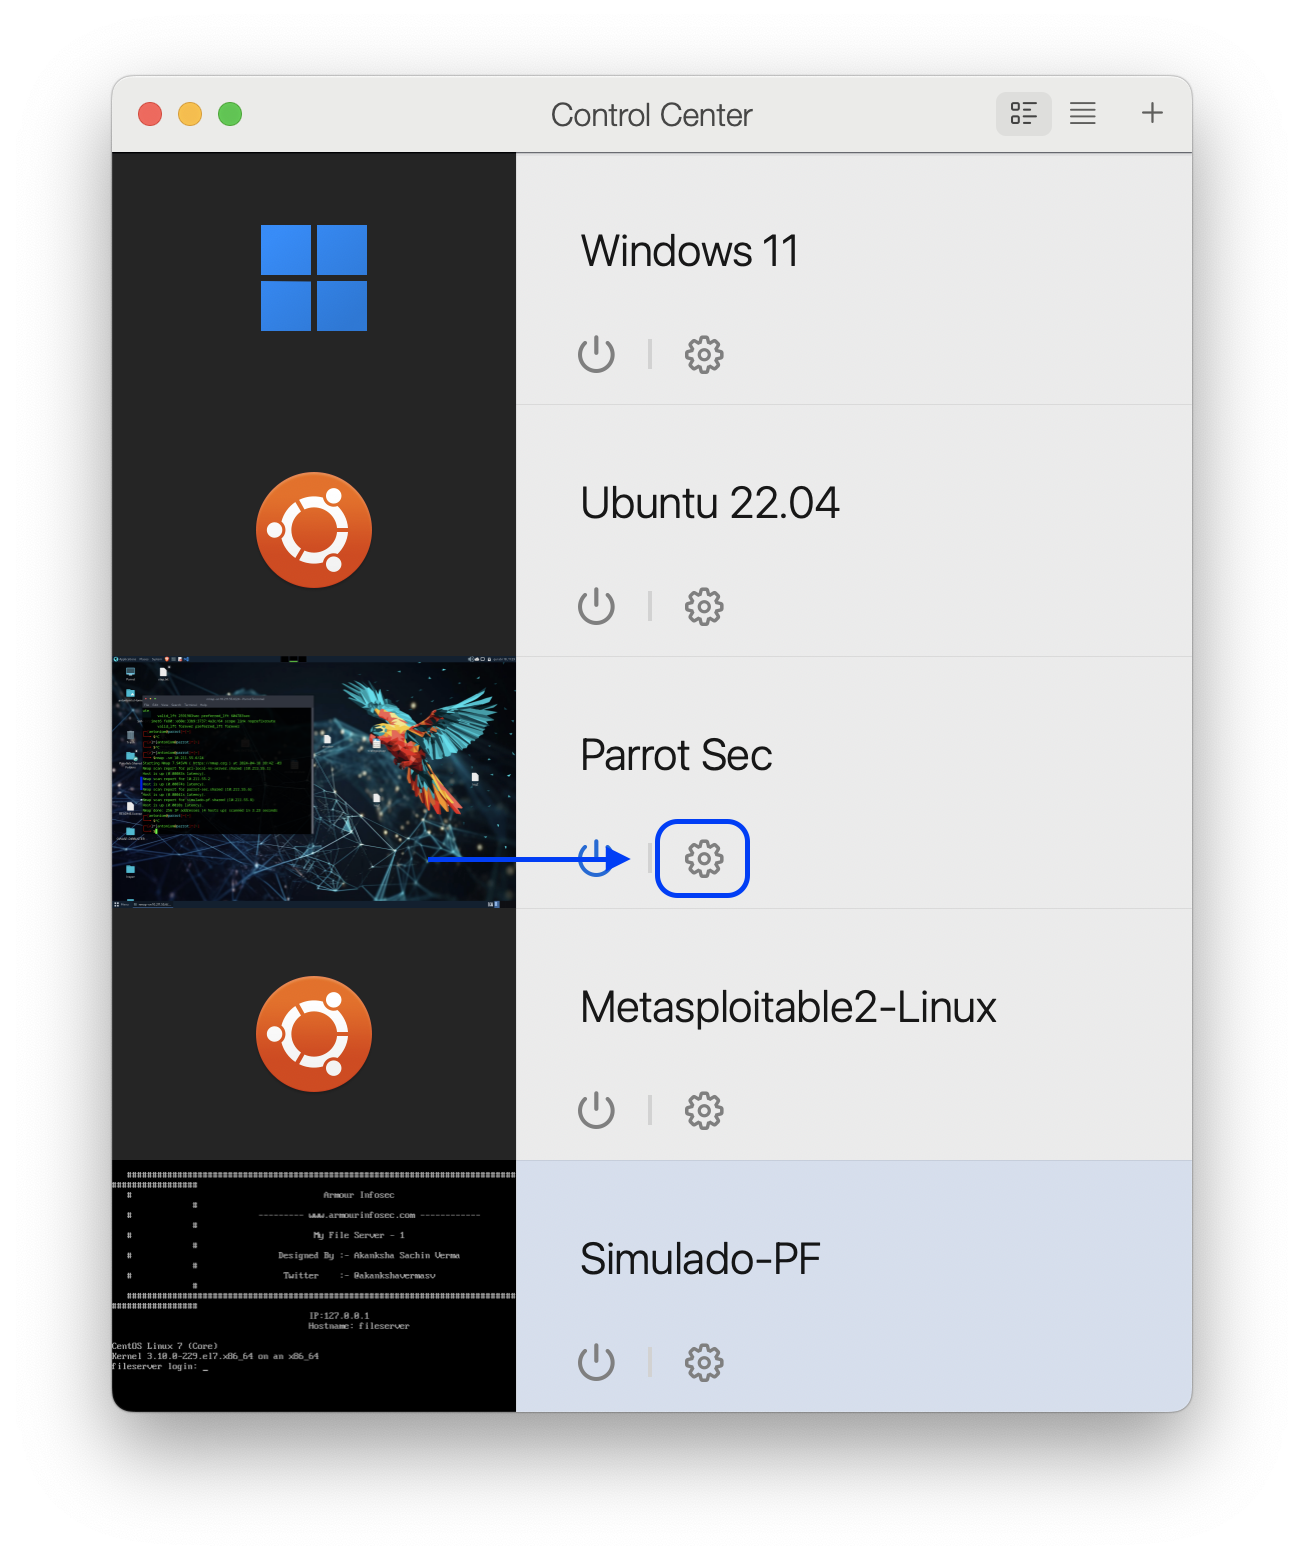 Control Center
Windows 11
Ubuntu 22.04
Parrot Sec
Metasploitable2-Linux
################################################################################
#################
# Armour Infosec
#
# --------- www.armourinfosec.com ------------
#
# My File Server - 1
#
# Designed By :- Akanksha Sachin Verma
#
# Twitter :- @akankshavermasv
#
################################################################################
#################
IP:127.0.0.1
Hostname: fileserver
CentOS Linux 7 (Core)
Kernel 3.10.0-229.el7.x86_64 on an x86_64
fileserver login: _
Simulado-PF